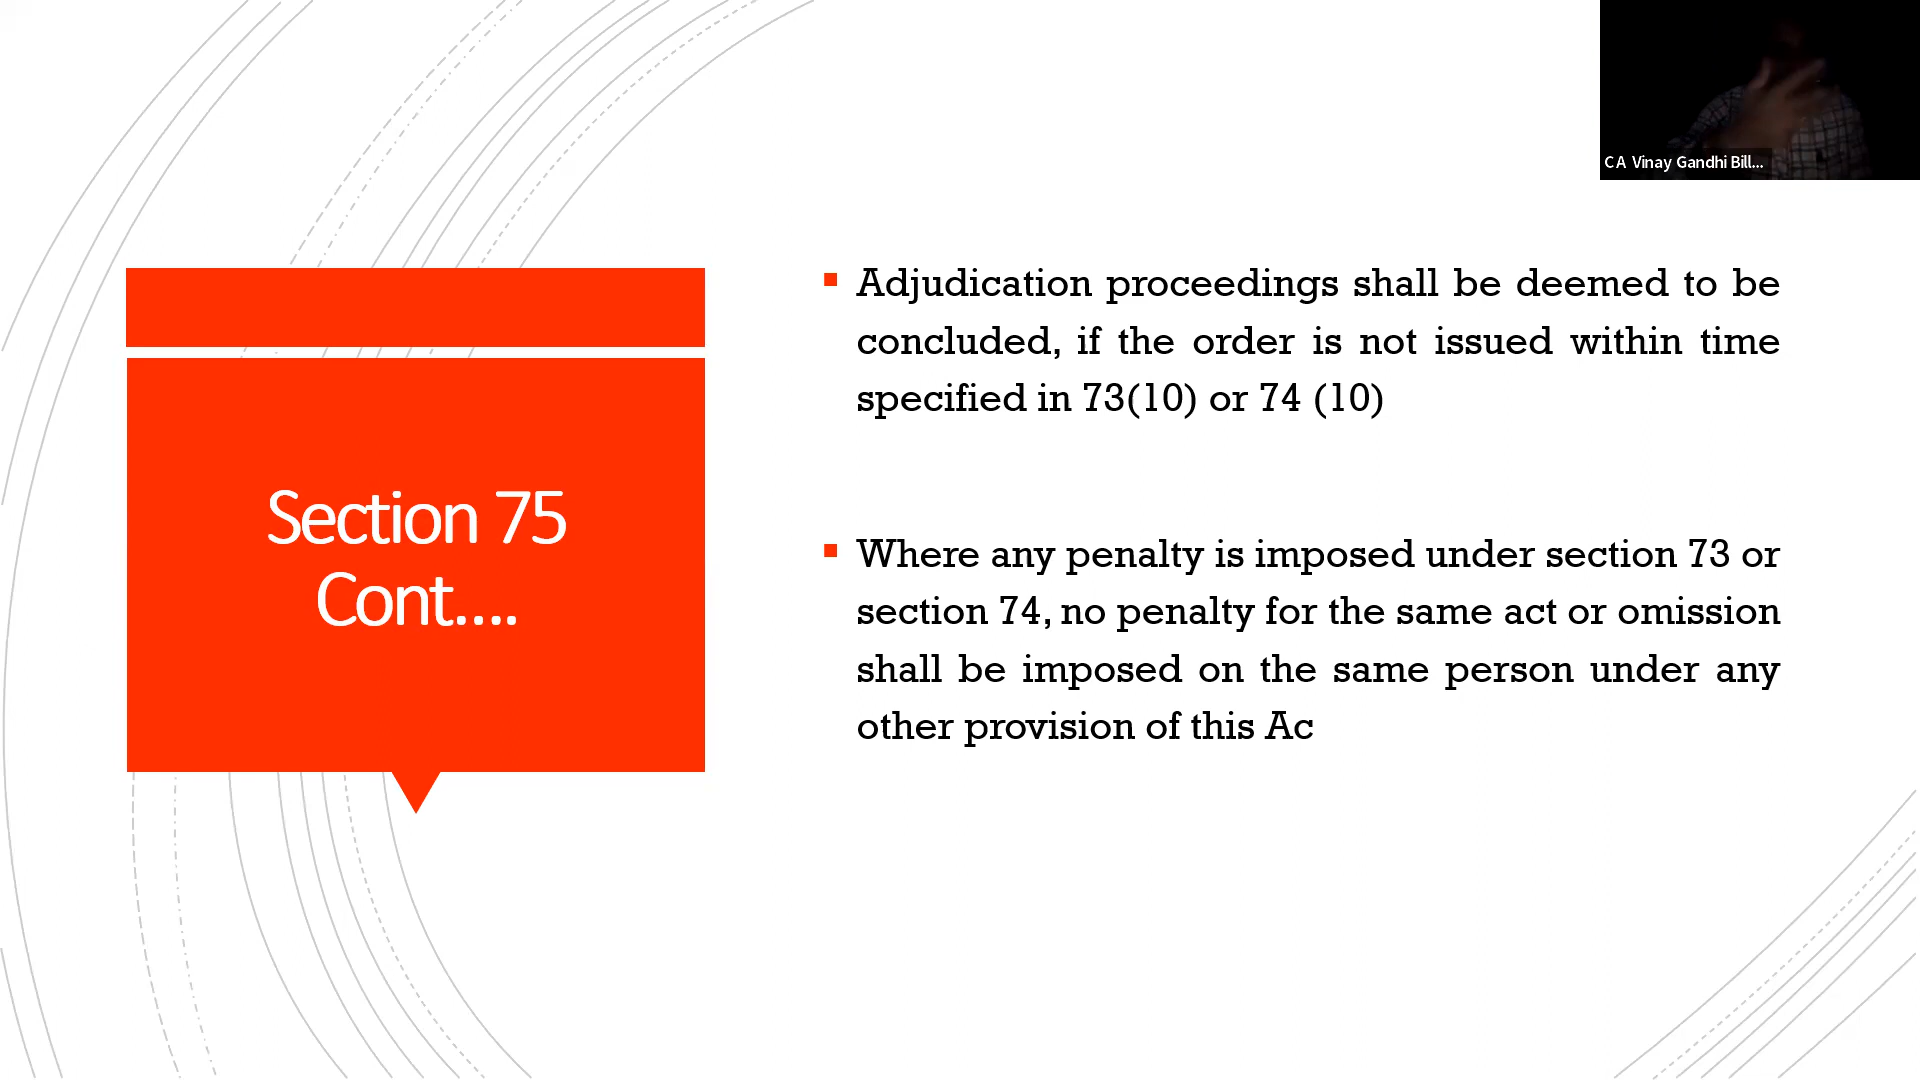 CA Vinay Gandhi Bill...
Section 75
Cont....
Adjudication proceedings shall be deemed to be
concluded, if the order is not issued within time
specified in 73(10) or 74 (10)
Where any penalty is imposed under section 73 or
section 74, no penalty for the same act or omission
shall be imposed on the same person under any
other provision of this Ac